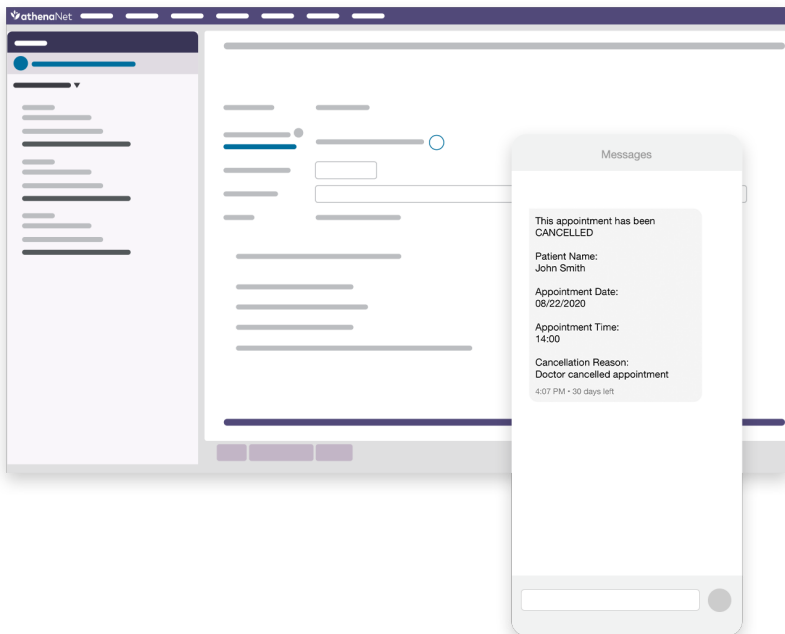 athenaNet
Messages
This appointment has been
CANCELLED
Patient Name:
John Smith
Appointment Date:
08/22/2020
Appointment Time:
14:00
Cancellation Reason:
Doctor cancelled appointment
4:07 PM • 30 days left